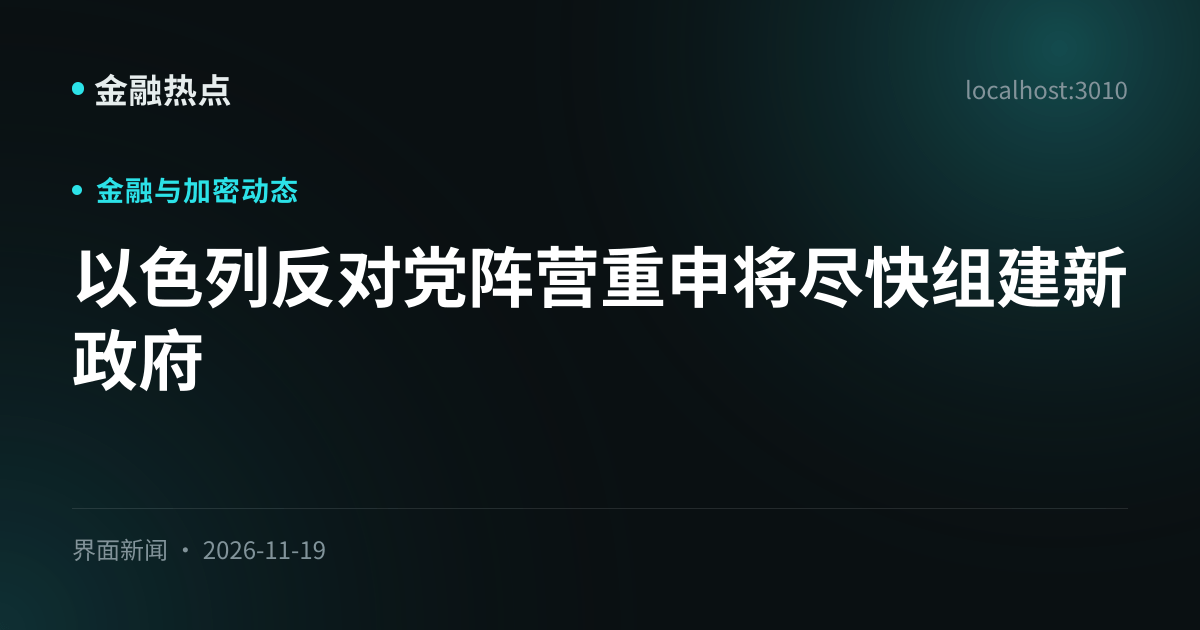 金融热点
localhost:3010
金融与加密动态
以色列反对党阵营重申将尽快组建新
政府
界面新闻 · 2026-11-19